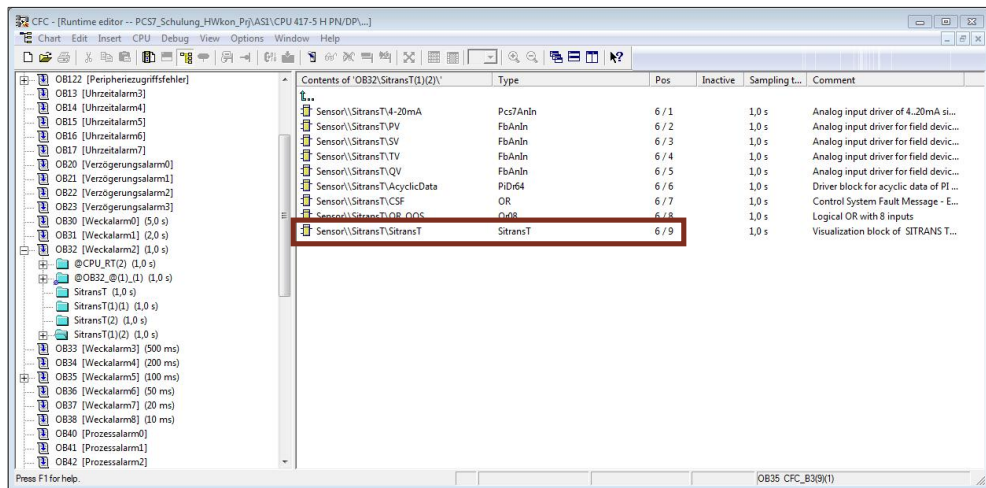 CFC - [Runtime editor -- PCS7_Schulung_HWkon_Prj\AS1\CPU 417-5 H PN/DP\...]
Chart Edit Insert CPU Debug View Options Window Help
Contents of 'OB32\SitransT(1)(2)\' Type Pos Inactive Sampling t... Comment
Sensor\\SitransT\4-20mA Pcs7AnIn 6 / 1 1,0 s Analog input driver of 4..20mA si...
Sensor\\SitransT\PV FbAnIn 6 / 2 1,0 s Analog input driver for field devic...
Sensor\\SitransT\SV FbAnIn 6 / 3 1,0 s Analog input driver for field devic...
Sensor\\SitransT\TV FbAnIn 6 / 4 1,0 s Analog input driver for field devic...
Sensor\\SitransT\QV FbAnIn 6 / 5 1,0 s Analog input driver for field devic...
Sensor\\SitransT\AcyclicData PiDr64 6 / 6 1,0 s Driver block for acyclic data of PI ...
Sensor\\SitransT\CSF OR 6 / 7 1,0 s Control System Fault Message - E...
Sensor\\SitransT\OR_OOS Or08 6 / 8 1,0 s Logical OR with 8 inputs
Sensor\\SitransT\SitransT SitransT 6 / 9 1,0 s Visualization block of SITRANS T...
OB122 [Peripheriezugriffsfehler]
OB13 [Uhrzeitalarm3]
OB14 [Uhrzeitalarm4]
OB15 [Uhrzeitalarm5]
OB16 [Uhrzeitalarm6]
OB17 [Uhrzeitalarm7]
OB20 [Verzögerungsalarm0]
OB21 [Verzögerungsalarm1]
OB22 [Verzögerungsalarm2]
OB23 [Verzögerungsalarm3]
OB30 [Weckalarm0] (5,0 s)
OB31 [Weckalarm1] (2,0 s)
OB32 [Weckalarm2] (1,0 s)
@CPU_RT(2) (1,0 s)
@OB32_@(1)_(1) (1,0 s)
SitransT (1,0 s)
SitransT(1)(1) (1,0 s)
SitransT(2) (1,0 s)
SitransT(1)(2) (1,0 s)
OB33 [Weckalarm3] (500 ms)
OB34 [Weckalarm4] (200 ms)
OB35 [Weckalarm5] (100 ms)
OB36 [Weckalarm6] (50 ms)
OB37 [Weckalarm7] (20 ms)
OB38 [Weckalarm8] (10 ms)
OB40 [Prozessalarm0]
OB41 [Prozessalarm1]
OB42 [Prozessalarm2]
Press F1 for help. OB35 CFC_B3(9)(1)